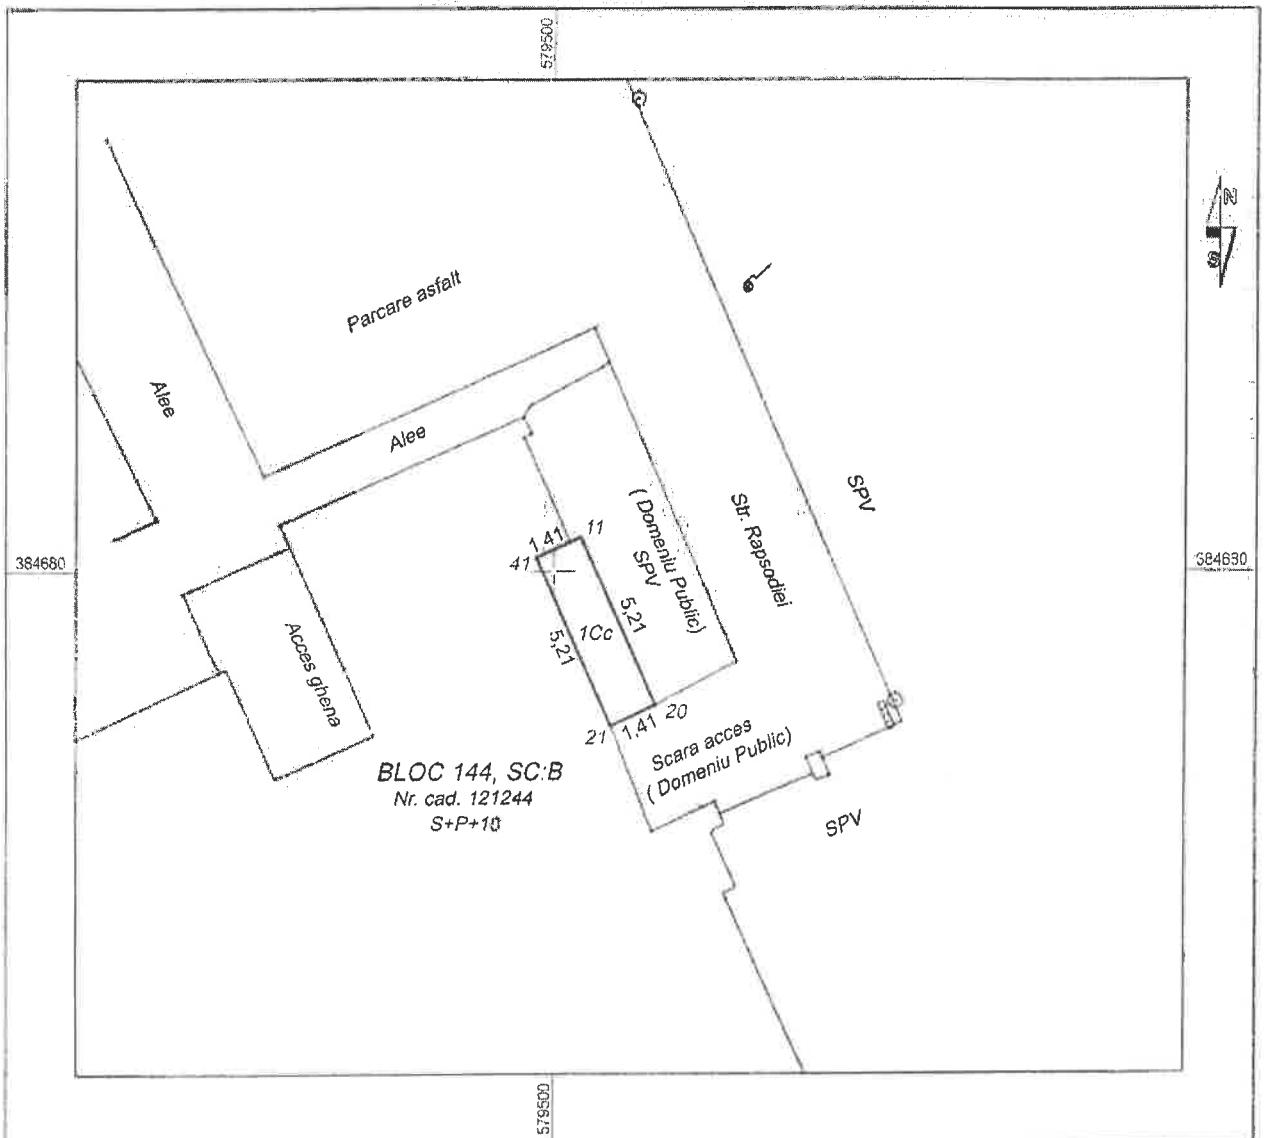 579500
N
S
Parcare asfalt
Alee
Alee
SPV
( Domeniu Public)
SPV
Str. Rapsodiei
1,41
11
41
384680
684680
5,21
1Cc
5,21
Acces ghena
20
21
1,41
Scara acces
( Domeniu Public)
BLOC 144, SC:B
Nr. cad. 121244
S+P+10
SPV
579500